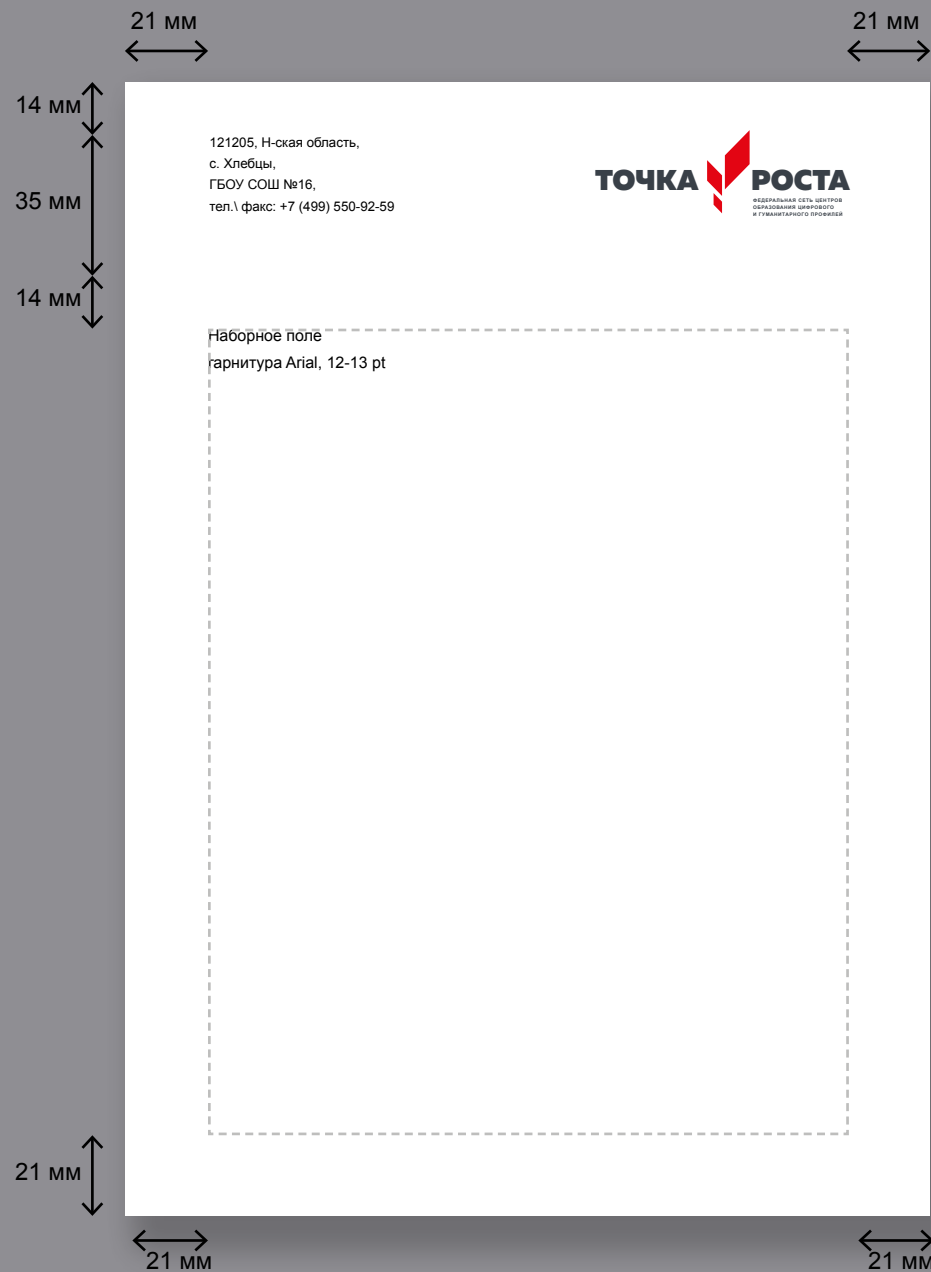 21 мм
21 мм
14 мм
35 мм
14 мм
121205, Н-ская область,
с. Хлебцы,
ГБОУ СОШ №16,
тел.\ факс: +7 (499) 550-92-59
ТОЧКА РОСТА
ФЕДЕРАЛЬНАЯ СЕТЬ ЦЕНТРОВ
ОБРАЗОВАНИЯ ЦИФРОВОГО
И ГУМАНИТАРНОГО ПРОФИЛЕЙ
Наборное поле
гарнитура Arial, 12-13 pt
21 мм
21 мм
21 мм